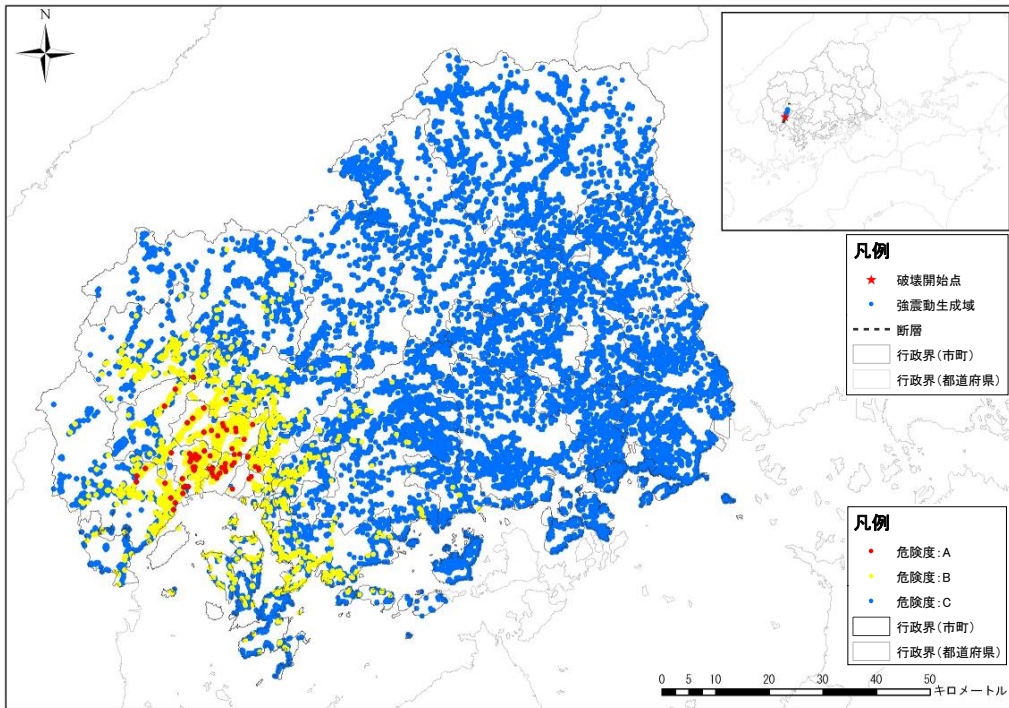 N
凡例
破壊開始点
強震動生成域
断層
行政界(市町)
行政界(都道府県)
凡例
危険度:A
危険度:B
危険度:C
行政界(市町)
行政界(都道府県)
0 5 10 20 30 40 50
キロメートル